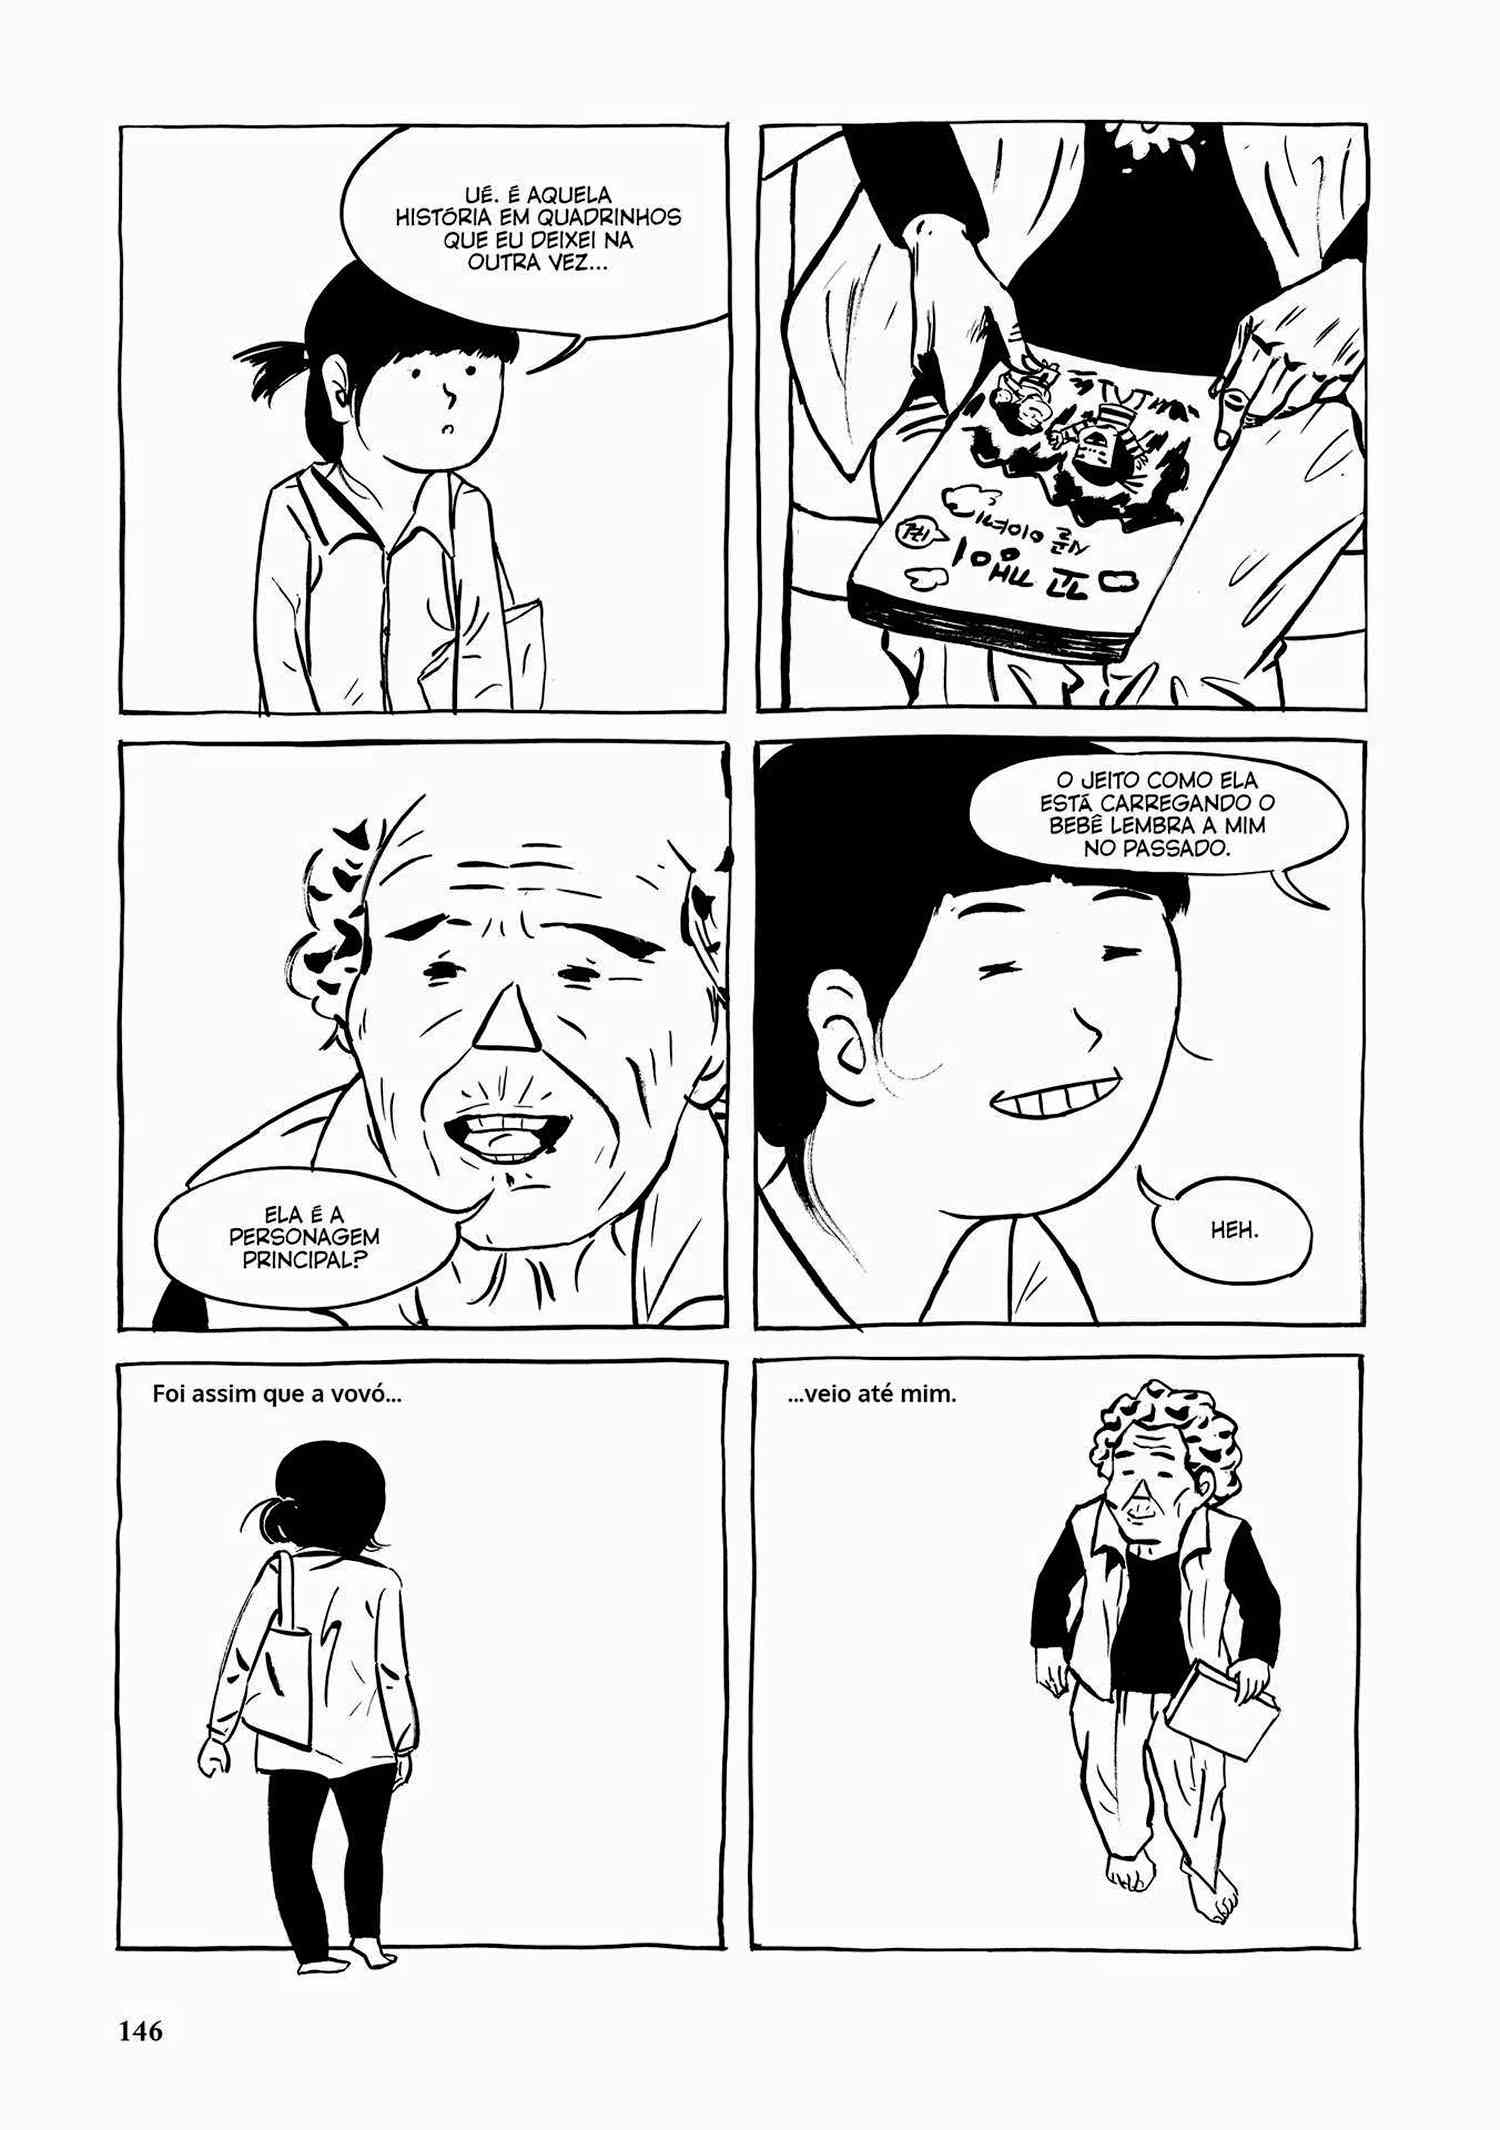 UÉ. É AQUELA
HISTÓRIA EM QUADRINHOS
QUE EU DEIXEI NA
OUTRA VEZ...
ELA É A
PERSONAGEM
PRINCIPAL?
O JEITO COMO ELA
ESTÁ CARREGANDO O
BEBÊ LEMBRA A MIM
NO PASSADO.
HEH.
Foi assim que a vovó...
...veio até mim.
146